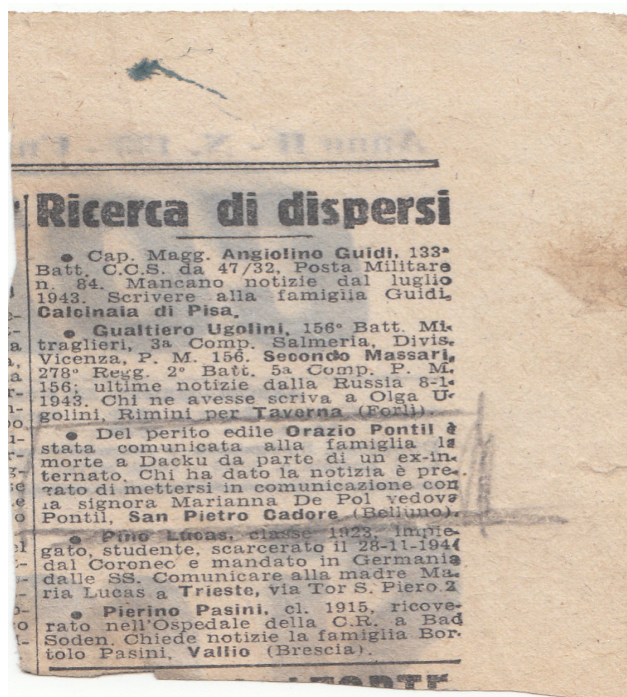 Ricerca di dispersi
● Cap. Magg. Angiolino Guidi, 133ª
Batt. C.C.S. da 47/32, Posta Militare
n. 84. Mancano notizie dal luglio
1943. Scrivere alla famiglia Guidi,
Calcinaia di Pisa.
● Gualtiero Ugolini, 156º Batt. Mi-
traglieri, 3a Comp. Salmeria, Divis.
Vicenza, P. M. 156. Secondo Massari,
278º Regg. 2º Batt. 5a Comp. P. M.
156; ultime notizie dalla Russia 8-1-
1943. Chi ne avesse scriva a Olga U-
golini, Rimini per Taverna (Forlì).
● Del perito edile Orazio Pontil è
stata comunicata alla famiglia la
morte a Dacku da parte di un ex-in-
ternato. Chi ha dato la notizia è pre-
gato di mettersi in comunicazione con
la signora Marianna De Pol vedova
Pontil, San Pietro Cadore (Belluno).
● Pino Lucas, classe 1923, impie-
gato, studente, scarcerato il 28-11-1944
dal Coroneo e mandato in Germania
dalle SS. Comunicare alla madre Ma-
ria Lucas a Trieste, via Tor S. Piero 2
● Pierino Pasini, cl. 1915, ricove-
rato nell'Ospedale della C.R. a Bad
Soden. Chiede notizie la famiglia Bor-
tolo Pasini, Vallio (Brescia).